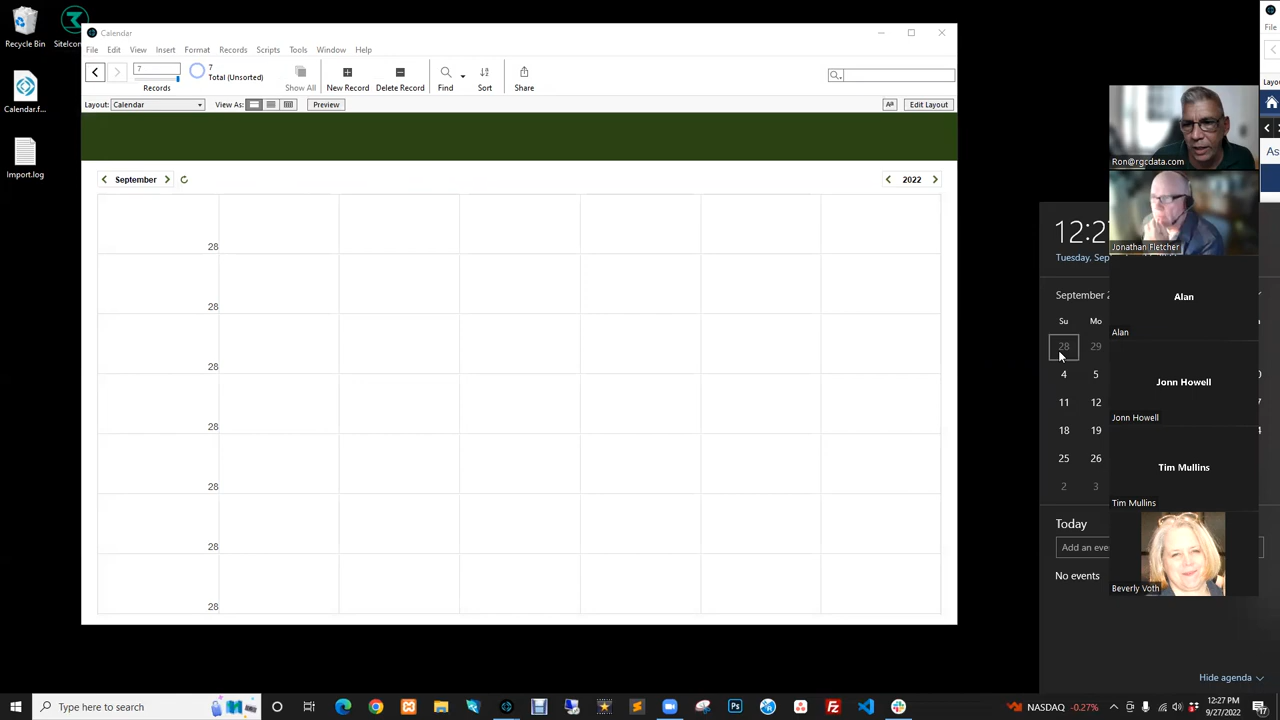 Recycle Bin
Calendar.f...
Import.log
Calendar
File Edit View Insert Format Records Scripts Tools Window Help
7
Records
7
Total (Unsorted)
Show All
New Record
Delete Record
Find
Sort
Share
Layout: Calendar
View As:
Preview
Aa
Edit Layout
September
2022
28
28
28
28
28
28
28
File
Ron@rgcdata.com
Jonathan Fletcher
Alan
Alan
Jonn Howell
Jonn Howell
Tim Mullins
Tim Mullins
Beverly Voth
Su Mo
28 29
4 5
11 12
18 19
25 26
2 3
Today
No events
Hide agenda
Type here to search
NASDAQ -0.27%
12:27 PM
9/27/2022